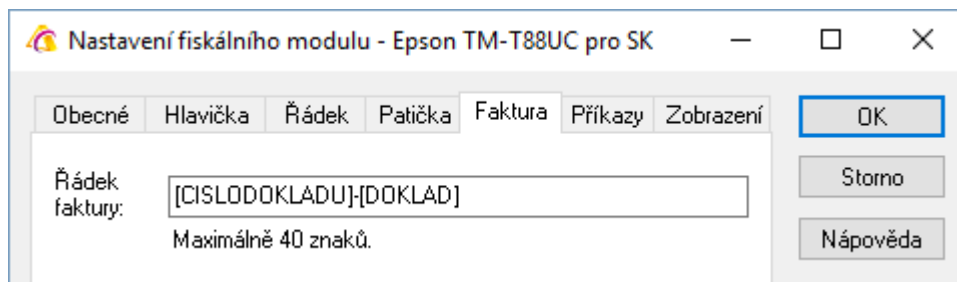 Nastavení fiskálního modulu - Epson TM-T88UC pro SK
Obecné Hlavička Řádek Patička Faktura Příkazy Zobrazení
OK
Řádek faktury:
[CISLODOKLADU]-[DOKLAD]
Storno
Maximálně 40 znaků.
Nápověda